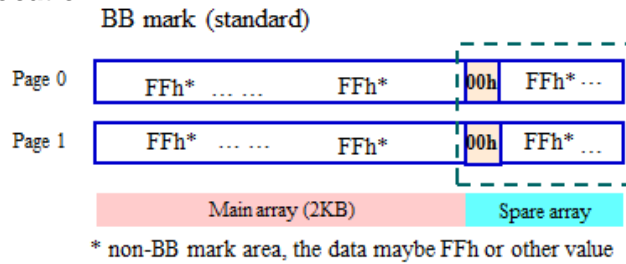 BB mark (standard)
Page 0 FFh* ... ... FFh* 00h FFh* ...
Page 1 FFh* ... ... FFh* 00h FFh* ...
Main array (2KB) Spare array
* non-BB mark area, the data maybe FFh or other value